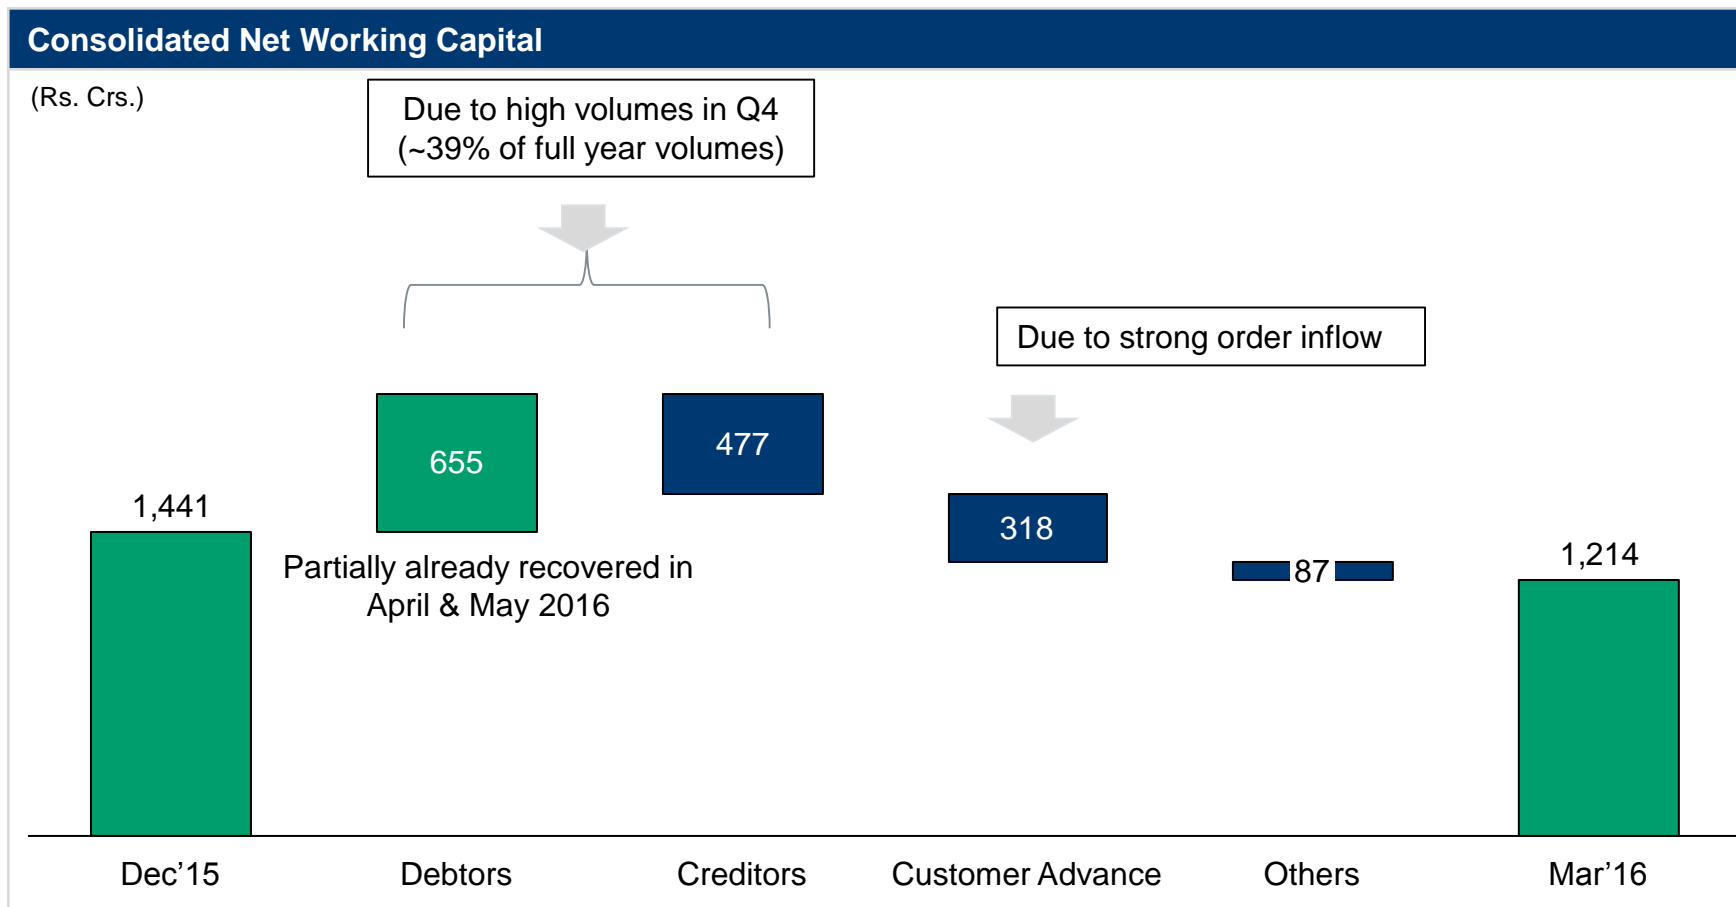 Consolidated Net Working Capital
(Rs. Crs.)
Due to high volumes in Q4
(~39% of full year volumes)
Due to strong order inflow
655
477
1,441
318
Partially already recovered in
April & May 2016
87
1,214
Dec’15
Debtors
Creditors
Customer Advance
Others
Mar’16